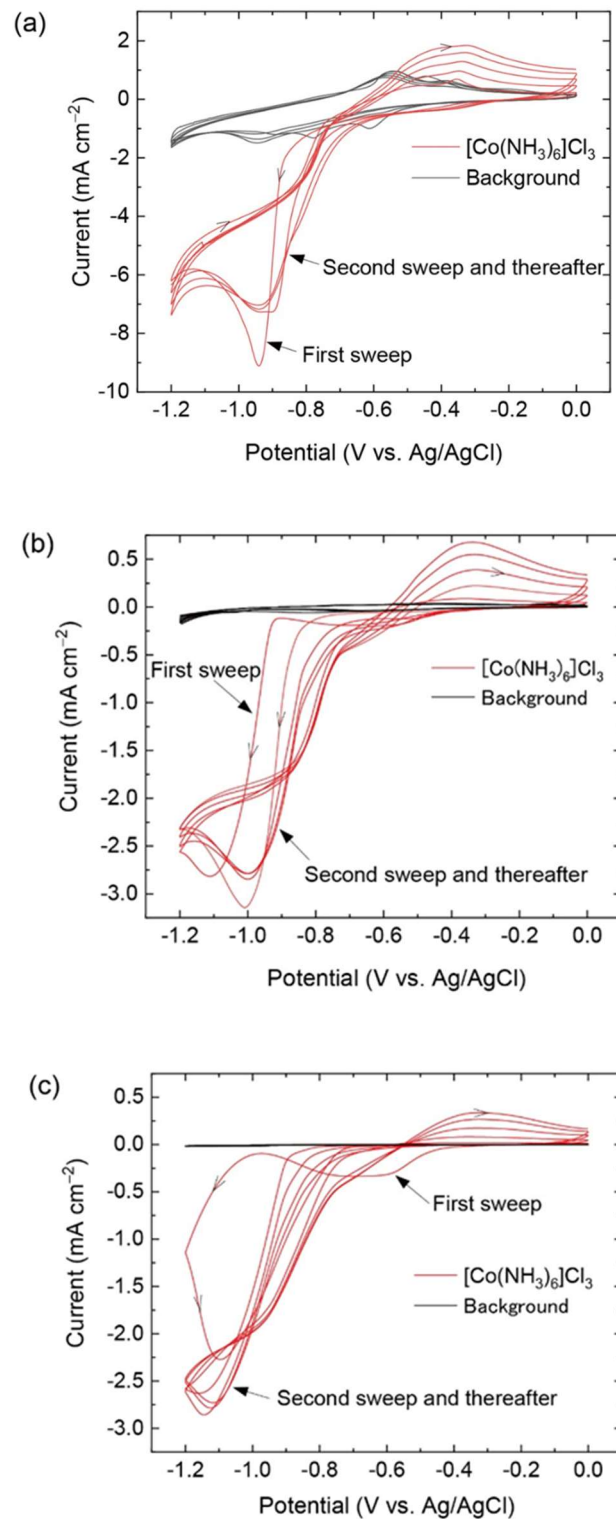 (a)
2
0
-2
-4
-6
-8
-10
Current (mA cm⁻²)
[Co(NH₃)₆]Cl₃
Background
Second sweep and thereafter
First sweep
-1.2 -1.0 -0.8 -0.6 -0.4 -0.2 0.0
Potential (V vs. Ag/AgCl)
(b)
0.5
0.0
-0.5
-1.0
-1.5
-2.0
-2.5
-3.0
Current (mA cm⁻²)
First sweep
[Co(NH₃)₆]Cl₃
Background
Second sweep and thereafter
-1.2 -1.0 -0.8 -0.6 -0.4 -0.2 0.0
Potential (V vs. Ag/AgCl)
(c)
0.5
0.0
-0.5
-1.0
-1.5
-2.0
-2.5
-3.0
Current (mA cm⁻²)
First sweep
[Co(NH₃)₆]Cl₃
Background
Second sweep and thereafter
-1.2 -1.0 -0.8 -0.6 -0.4 -0.2 0.0
Potential (V vs. Ag/AgCl)